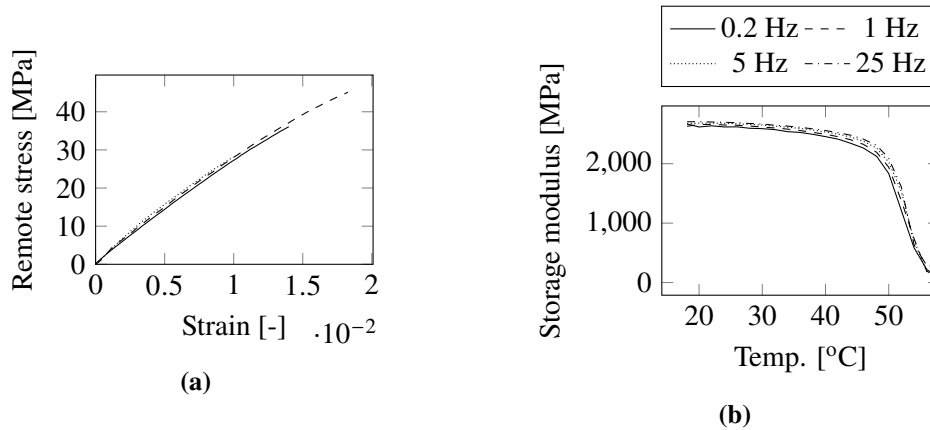 Remote stress [MPa]
40
30
20
10
0
0 0.5 1 1.5 2
Strain [-] ·10⁻²
(a)
0.2 Hz 1 Hz
5 Hz 25 Hz
Storage modulus [MPa]
2,000
1,000
0
20 30 40 50
Temp. [°C]
(b)